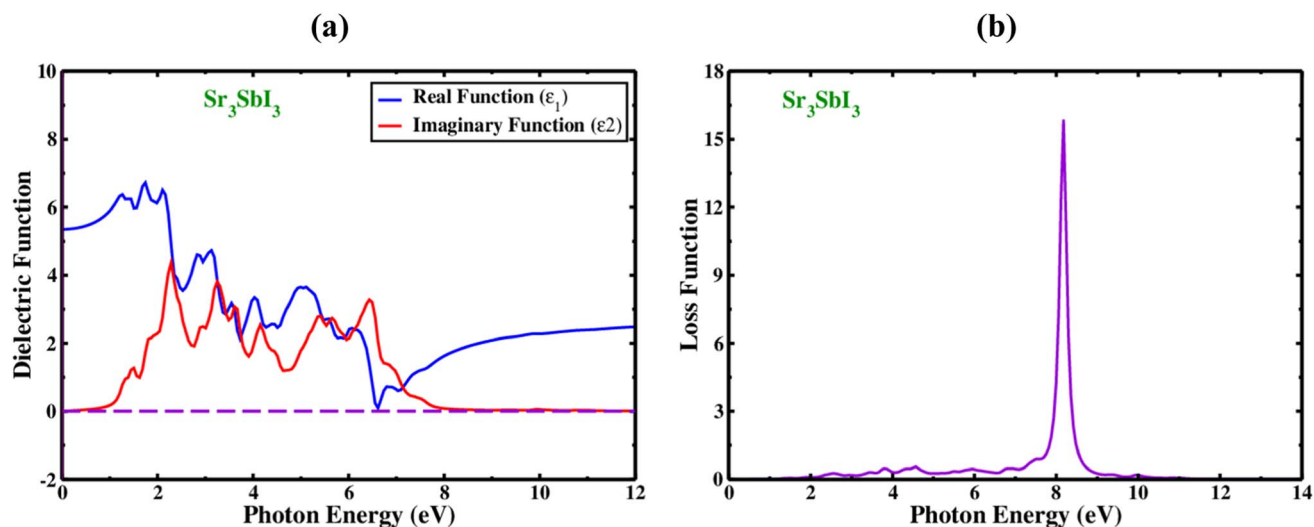 (a)
(b)
10
8
6
4
2
0
-2
Dielectric Function
Sr₃SbI₃
Real Function (ε₁)
Imaginary Function (ε2)
0 2 4 6 8 10 12
Photon Energy (eV)
18
15
12
9
6
3
0
Loss Function
Sr₃SbI₃
0 2 4 6 8 10 12 14
Photon Energy (eV)